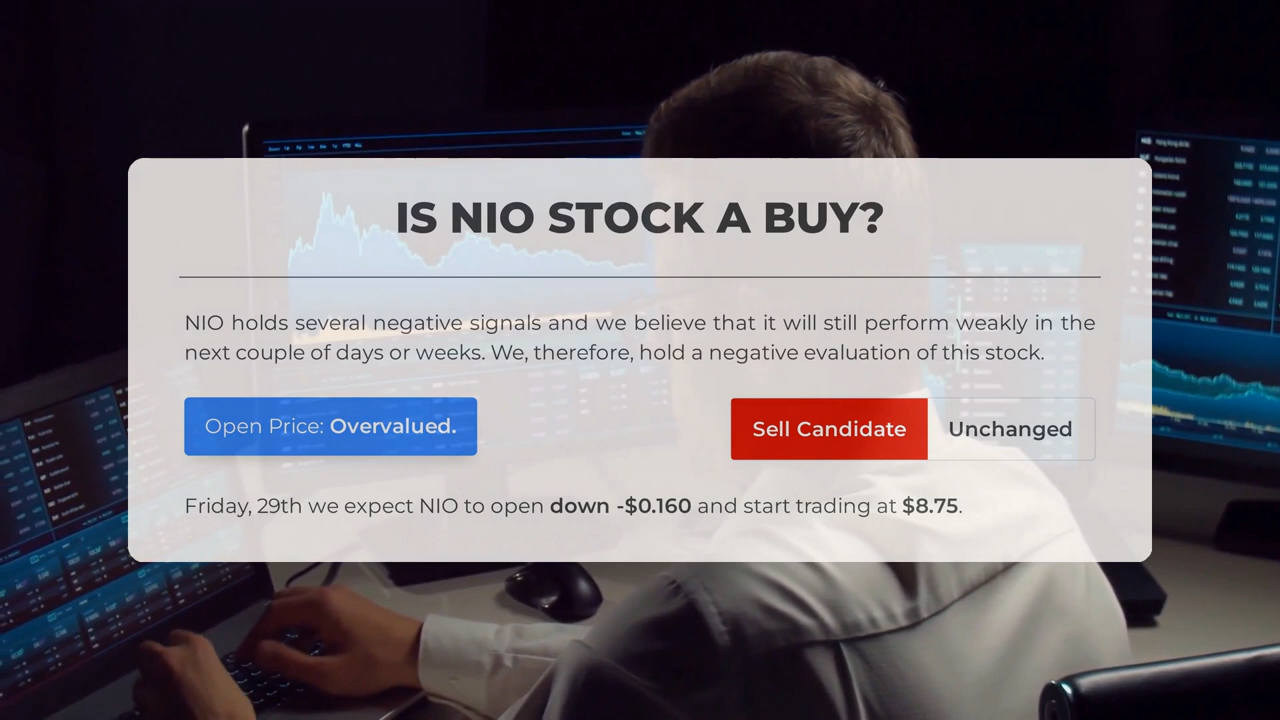 IS NIO STOCK A BUY?
NIO holds several negative signals and we believe that it will still perform weakly in the
next couple of days or weeks. We, therefore, hold a negative evaluation of this stock.
Open Price: Overvalued.
Sell Candidate Unchanged
Friday, 29th we expect NIO to open down -$0.160 and start trading at $8.75.